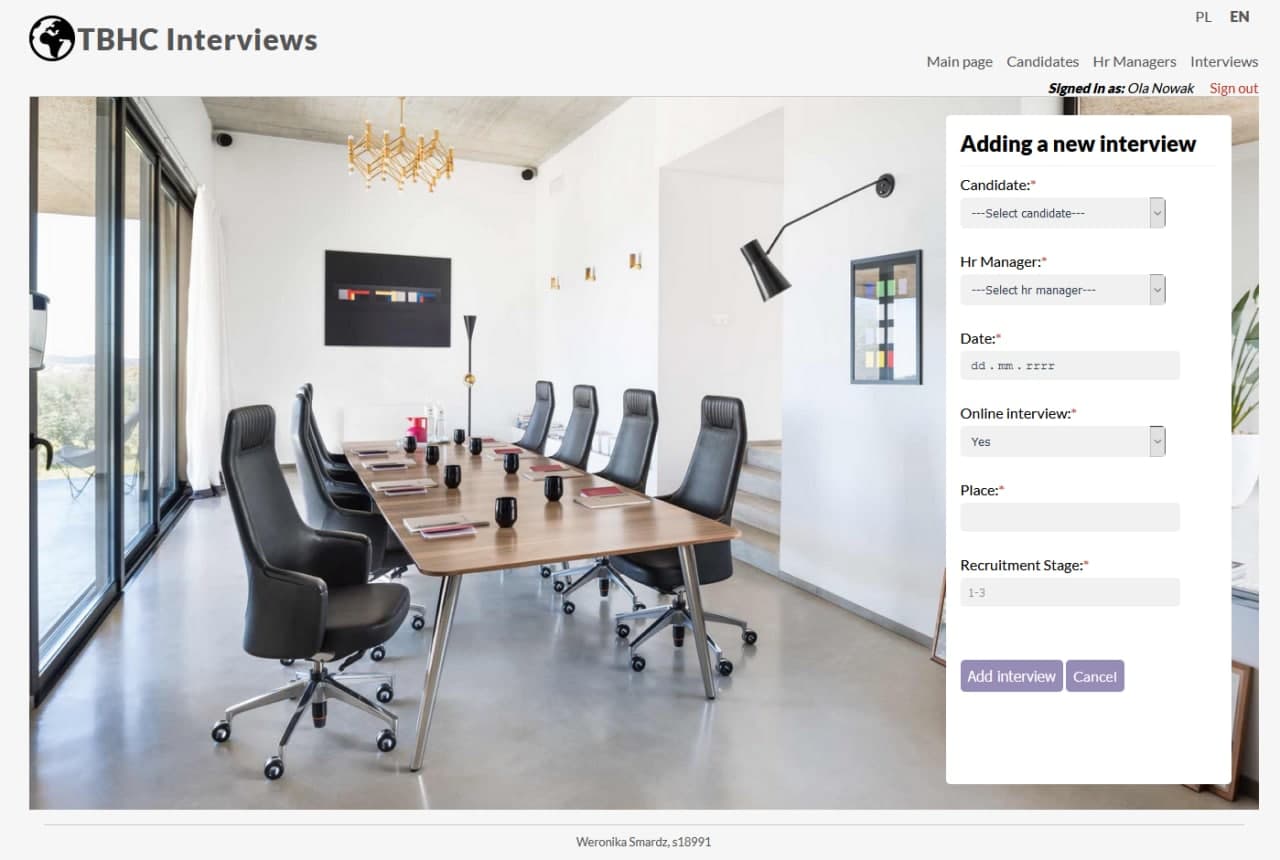 PL EN
TBHC Interviews
Main page Candidates Hr Managers Interviews
Signed in as: Ola Nowak Sign out
Adding a new interview
Candidate:*
---Select candidate---
Hr Manager:*
---Select hr manager---
Date:*
dd.mm.rrrr
Online interview:*
Yes
Place:*
Recruitment Stage:*
1-3
Add interview Cancel
Weronika Smardz, s18991